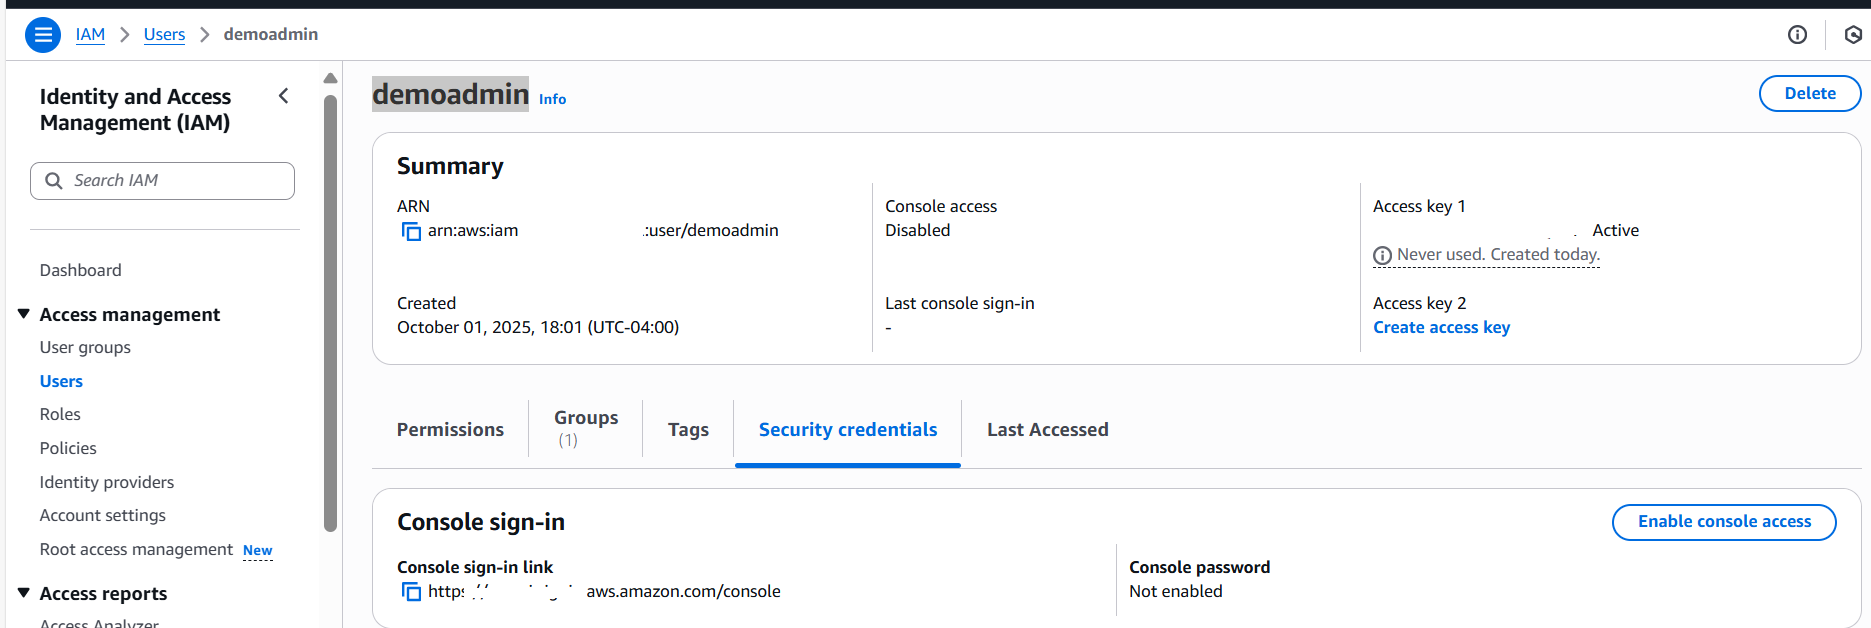 IAM > Users > demoadmin
Identity and Access
Management (IAM)
Search IAM
Dashboard
Access management
User groups
Users
Roles
Policies
Identity providers
Account settings
Root access management New
Access reports
Access Analyzer
demoadmin Info
Delete
Summary
ARN
arn:aws:iam :user/demoadmin
Created
October 01, 2025, 18:01 (UTC-04:00)
Console access
Disabled
Last console sign-in
-
Access key 1
Active
Never used. Created today.
Access key 2
Create access key
Permissions
Groups
(1)
Tags
Security credentials
Last Accessed
Console sign-in
Enable console access
Console sign-in link
https aws.amazon.com/console
Console password
Not enabled